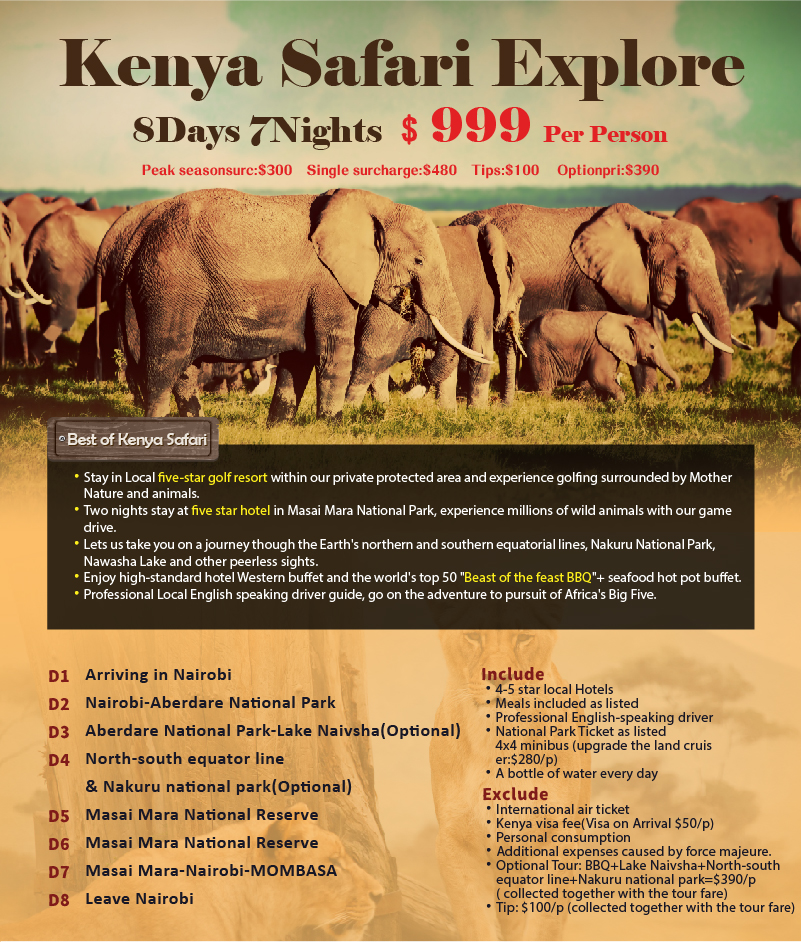 Kenya Safari Explore
8Days 7Nights $ 999 Per Person
Peak seasonsurc:$300 Single surcharge:$480 Tips:$100 Optionpri:$390
© Best of Kenya Safari
• Stay in Local five-star golf resort within our private protected area and experience golfing surrounded by Mother
Nature and animals.
• Two nights stay at five star hotel in Masai Mara National Park, experience millions of wild animals with our game
drive.
• Lets us take you on a journey though the Earth's northern and southern equatorial lines, Nakuru National Park,
Nawasha Lake and other peerless sights.
• Enjoy high-standard hotel Western buffet and the world's top 50 "Beast of the feast BBQ"+ seafood hot pot buffet.
• Professional Local English speaking driver guide, go on the adventure to pursuit of Africa's Big Five.
D1 Arriving in Nairobi
D2 Nairobi-Aberdare National Park
D3 Aberdare National Park-Lake Naivsha(Optional)
D4 North-south equator line
& Nakuru national park(Optional)
D5 Masai Mara National Reserve
D6 Masai Mara National Reserve
D7 Masai Mara-Nairobi-MOMBASA
D8 Leave Nairobi
Include
• 4-5 star local Hotels
• Meals included as listed
• Professional English-speaking driver
• National Park Ticket as listed
4x4 minibus (upgrade the land cruis
er:$280/p)
• A bottle of water every day
Exclude
• International air ticket
• Kenya visa fee(Visa on Arrival $50/p)
• Personal consumption
• Additional expenses caused by force majeure.
• Optional Tour: BBQ+Lake Naivsha+North-south
equator line+Nakuru national park=$390/p
( collected together with the tour fare)
• Tip: $100/p (collected together with the tour fare)